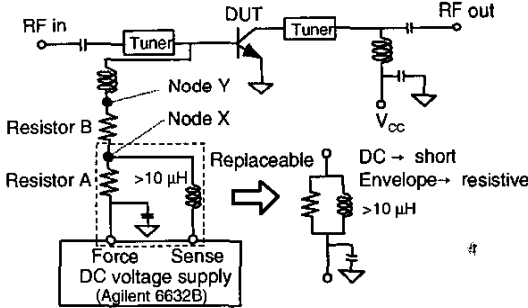 DUT
RF out
RF in
Tuner
Tuner
Node Y
Node X
Resistor B
V_CC
Resistor A
>10 μH
Replaceable
DC → short
Envelope→ resistive
>10 μH
Force
Sense
DC voltage supply
(Agilent 6632B)